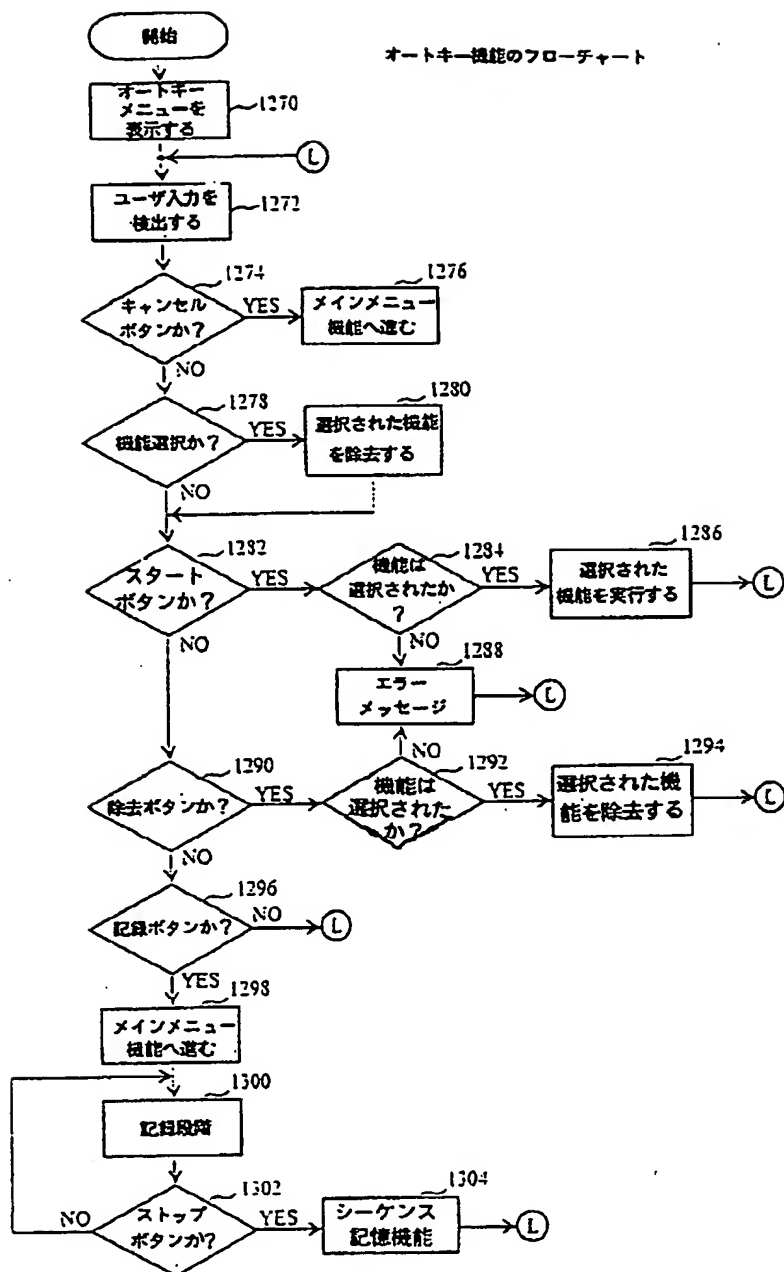 開始
オートキー機能のフローチャート
オートキー
メニューを
表示する
1270
L
ユーザ入力を
検出する
1272
1274
キャンセル
ボタンか?
YES
NO
1276
メインメニュー
機能へ進む
1278
機能選択か?
YES
NO
1280
選択された機能
を除去する
1282
スタート
ボタンか?
YES
NO
1284
機能は
選択されたか
?
YES
NO
1286
選択された
機能を実行する
L
1288
エラー
メッセージ
L
1290
除去ボタンか?
YES
NO
NO
1292
機能は
選択された
か?
YES
1294
選択された機
能を除去する
L
1296
記録ボタンか?
NO
L
YES
1298
メインメニュー
機能へ進む
1300
記録段階
1302
ストップ
ボタンか?
NO
YES
1304
シーケンス
記憶機能
L